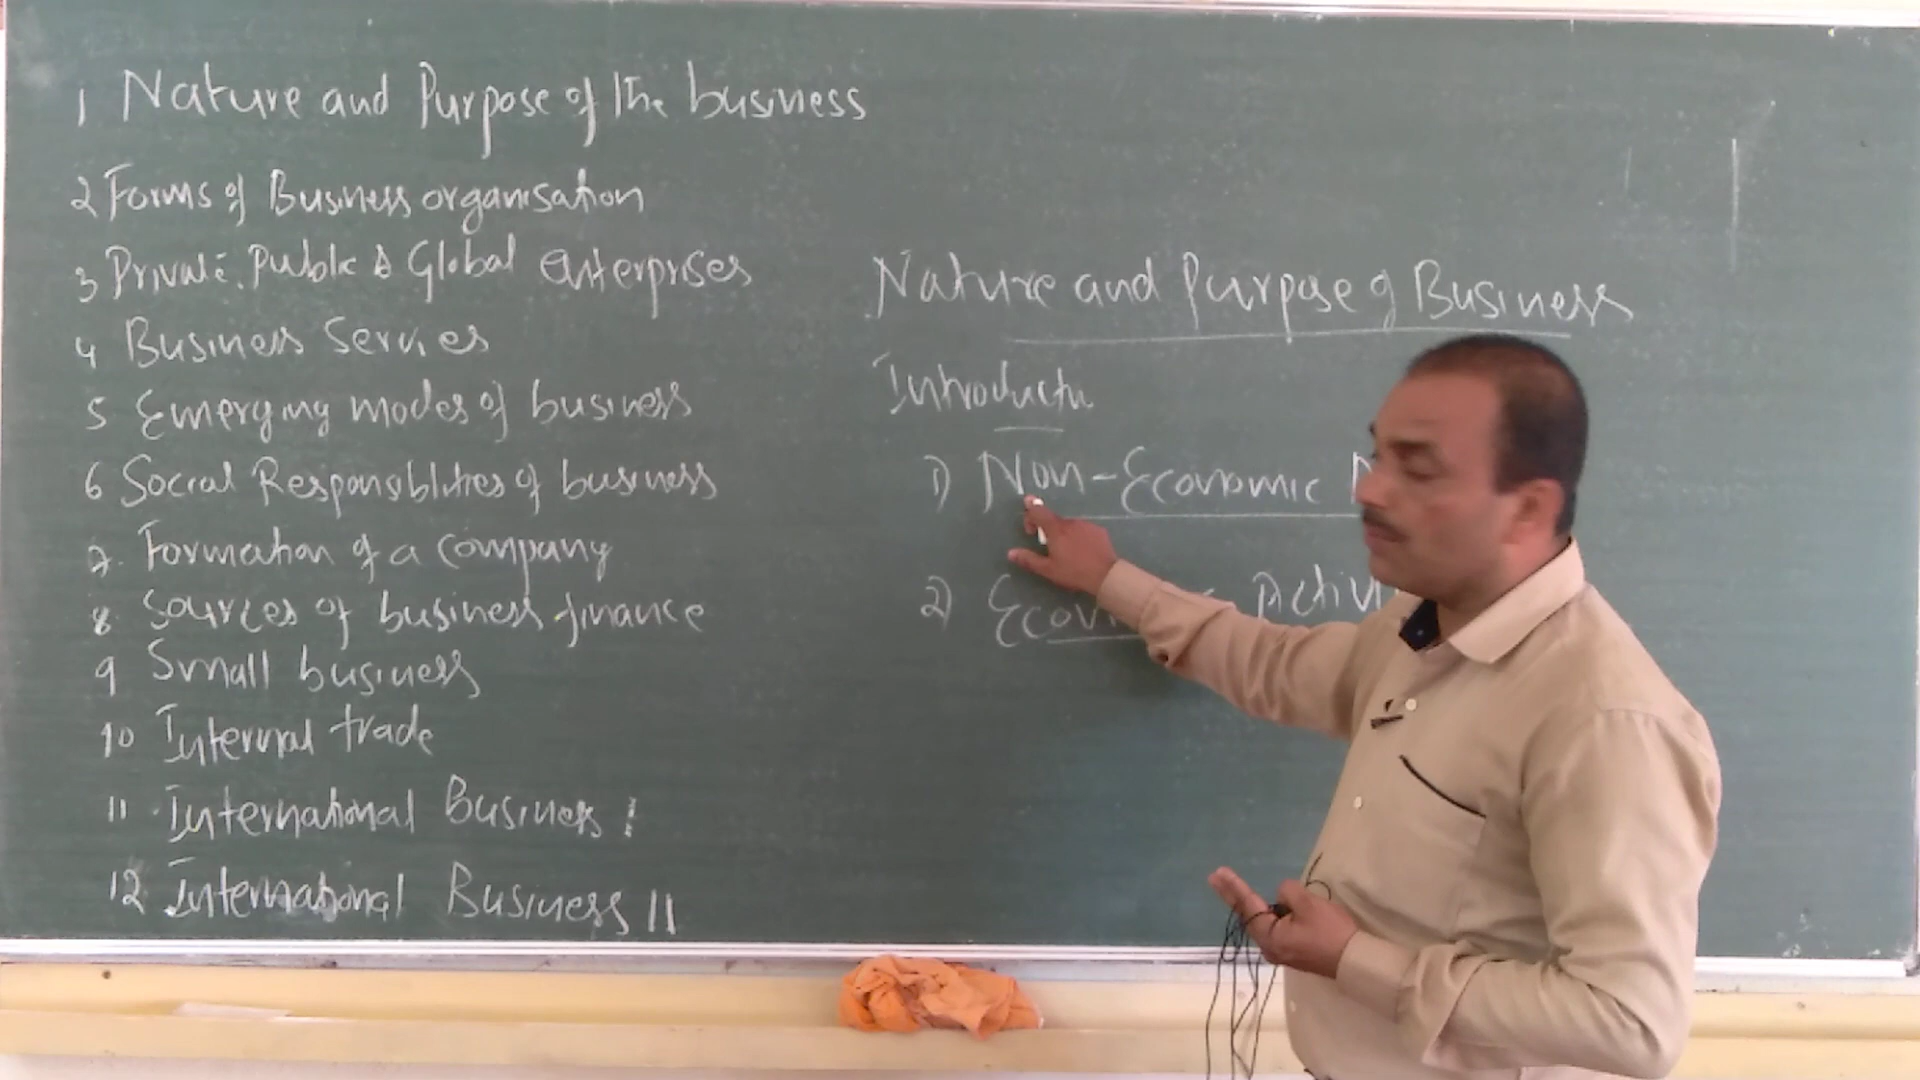 1 Nature and Purpose of the business
2 Forms of Business organisation
3 Private, Public & Global enterprises
4 Business Services
5 Emerging modes of business
6 Social Responsiblities of business
7. Formation of a company
8. Sources of business finance
9 Small business
10 Internal trade
11. International Business I
12. International Business II
Nature and Purpose of Business
Introductn
1) Non-Economic
2)